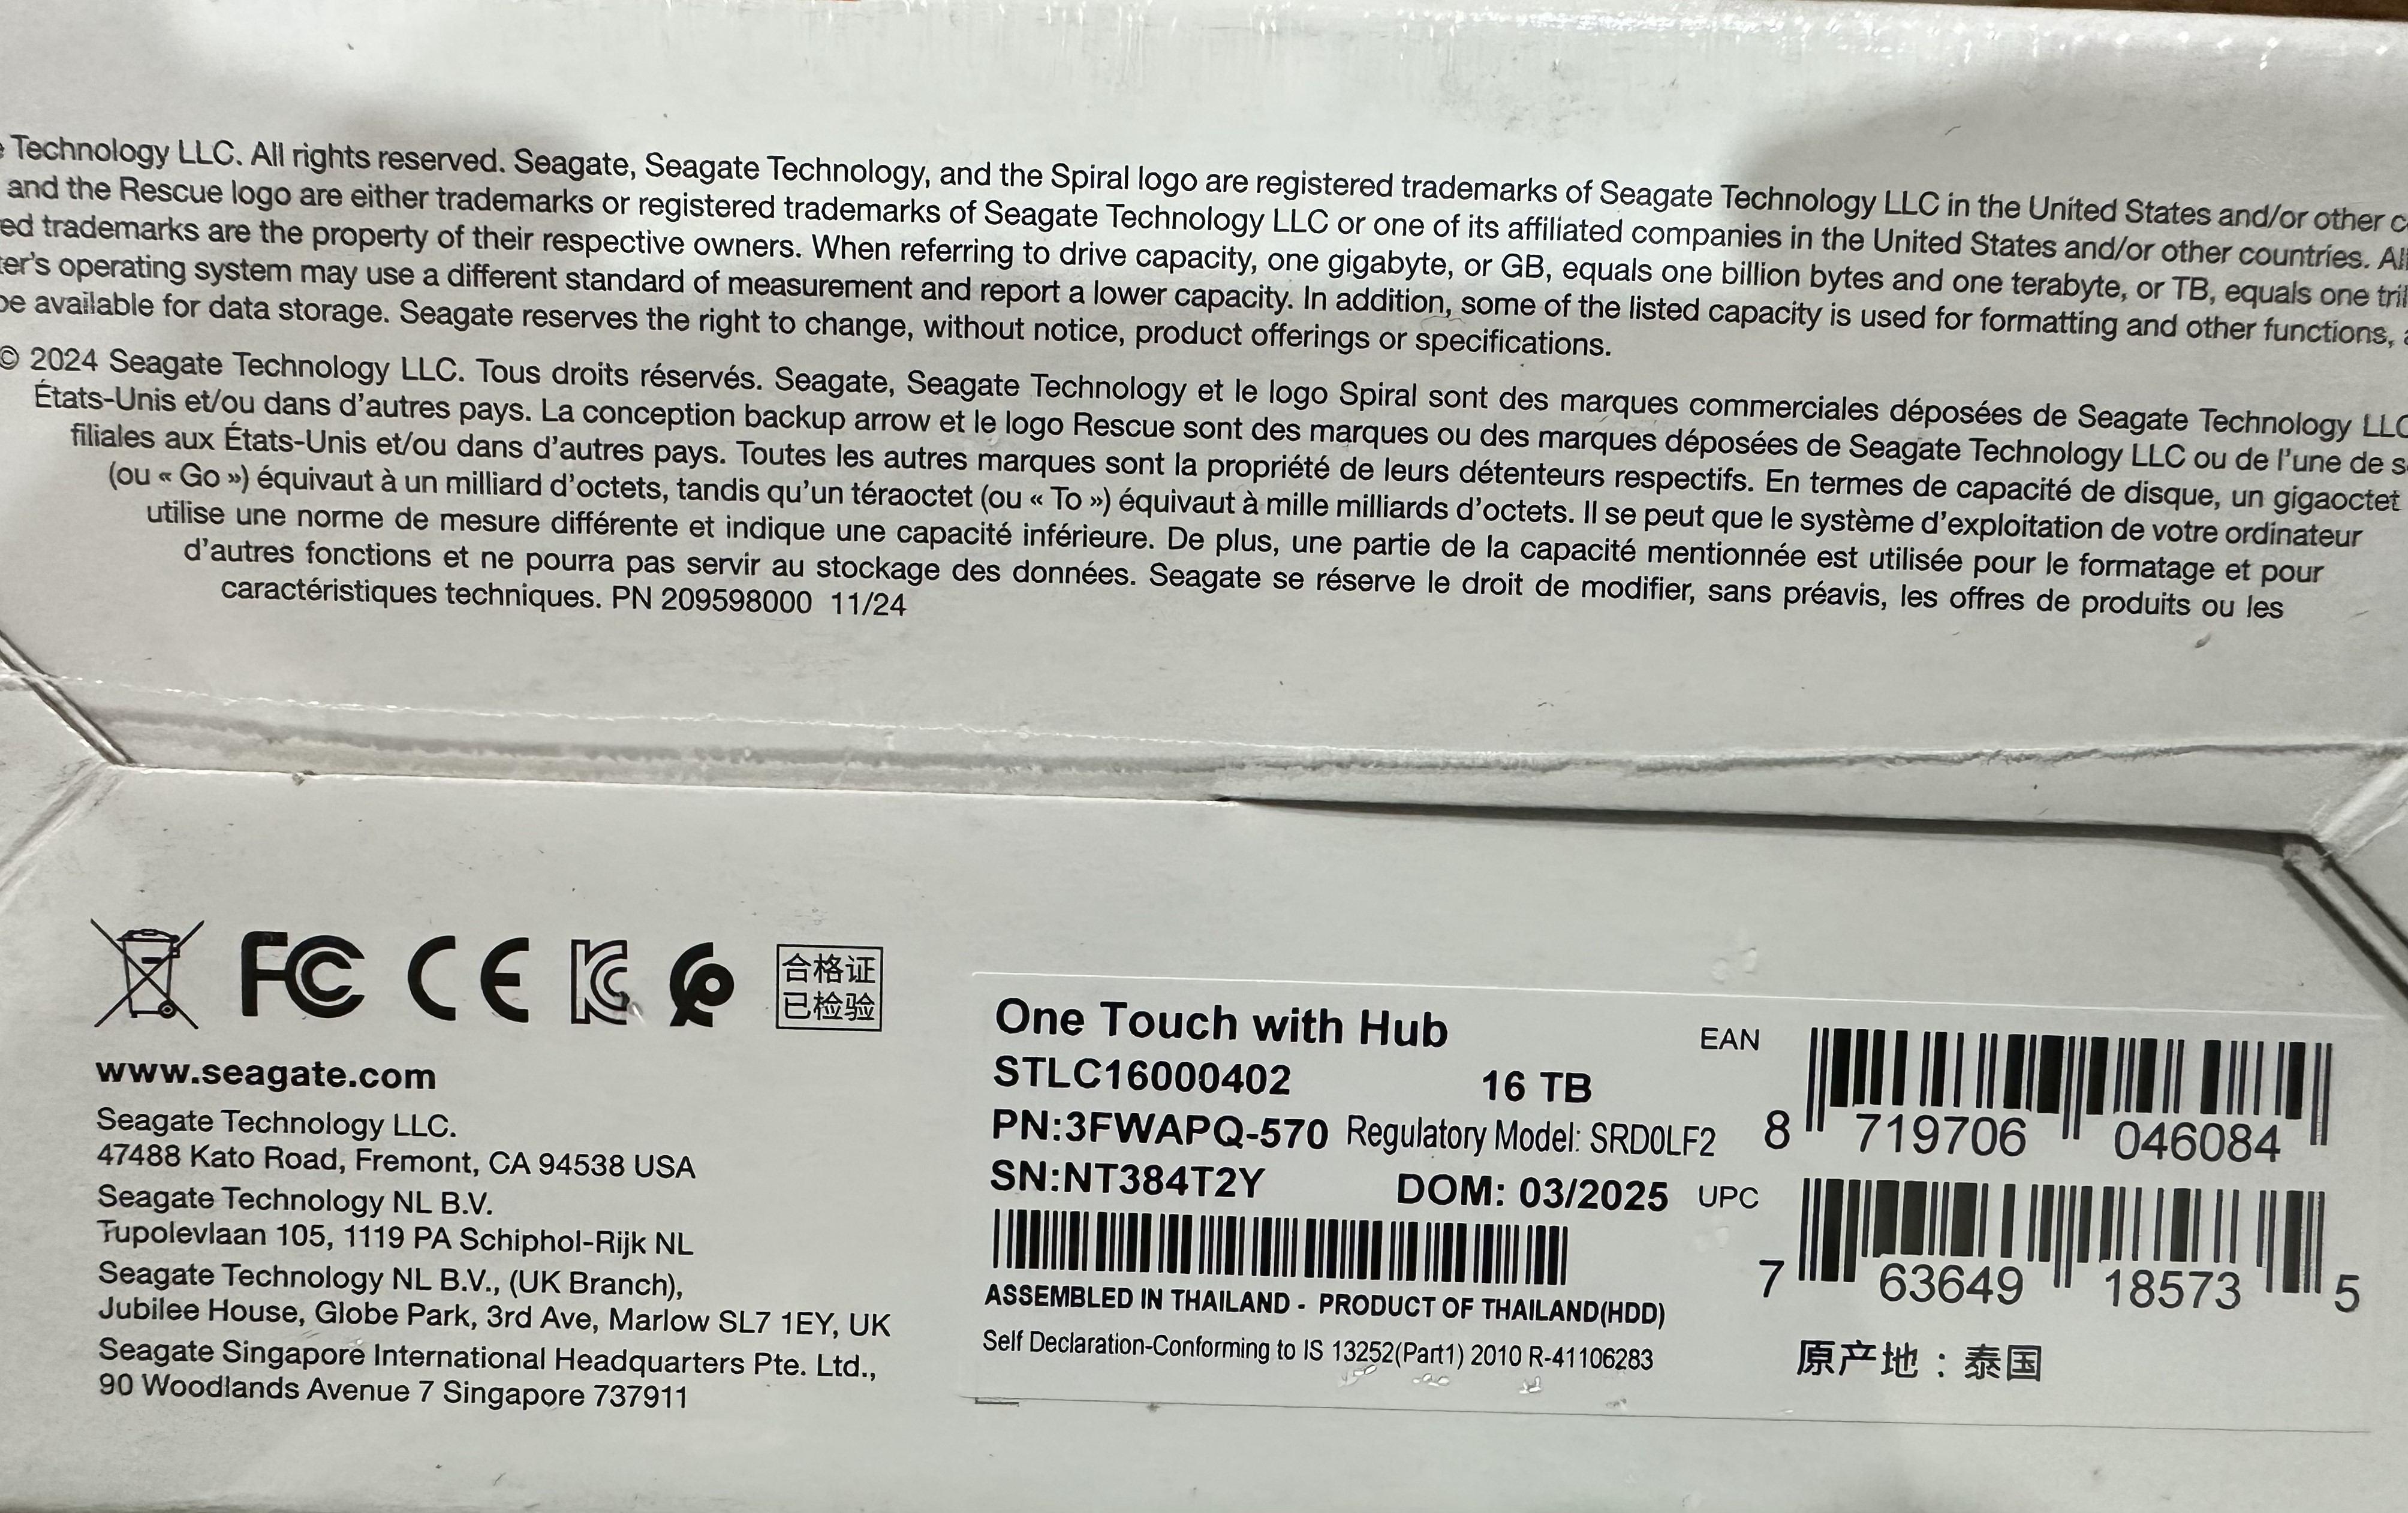 Technology LLC. All rights reserved. Seagate, Seagate Technology, and the Spiral logo are registered trademarks of Seagate Technology LLC in the United States and/or other
and the Rescue logo are either trademarks or registered trademarks of Seagate Technology LLC or one of its affiliated companies in the United States and/or other countries.
trademarks are the property of their respective owners. When referring to drive capacity, one gigabyte, or GB, equals one billion bytes and one terabyte, or TB, equals one
operating system may use a different standard of measurement and report a lower capacity. In addition, some of the listed capacity is used for formatting and other functions,
be available for data storage. Seagate reserves the right to change, without notice, product offerings or specifications.
© 2024 Seagate Technology LLC. Tous droits réservés. Seagate, Seagate Technology et le logo Spiral sont des marques commerciales déposées de Seagate Technology LLC
États-Unis et/ou dans d'autres pays. La conception backup arrow et le logo Rescue sont des marques ou des marques déposées de Seagate Technology LLC ou de l'une de
filiales aux États-Unis et/ou dans d'autres pays. Toutes les autres marques sont la propriété de leurs détenteurs respectifs. En termes de capacité de disque, un gigaoctet
(ou « Go ») équivaut à un milliard d'octets, tandis qu'un téraoctet (ou « To ») équivaut à mille milliards d'octets. Il se peut que le système d'exploitation de votre ordinateur
utilise une norme de mesure différente et indique une capacité inférieure. De plus, une partie de la capacité mentionnée est utilisée pour le formatage et pour
d'autres fonctions et ne pourra pas servir au stockage des données. Seagate se réserve le droit de modifier, sans préavis, les offres de produits ou les
caractéristiques techniques. PN 209598000 11/24
FC CE
合格证
已检验
www.seagate.com
Seagate Technology LLC.
47488 Kato Road, Fremont, CA 94538 USA
Seagate Technology NL B.V.
Tupolevlaan 105, 1119 PA Schiphol-Rijk NL
Seagate Technology NL B.V., (UK Branch),
Jubilee House, Globe Park, 3rd Ave, Marlow SL7 1EY, UK
Seagate Singapore International Headquarters Pte. Ltd.,
90 Woodlands Avenue 7 Singapore 737911
One Touch with Hub
STLC16000402 16 TB
PN:3FWAPQ-570 Regulatory Model: SRD0LF2
SN:NT384T2Y DOM: 03/2025
ASSEMBLED IN THAILAND - PRODUCT OF THAILAND(HDD)
Self Declaration-Conforming to IS 13252(Part1) 2010 R-41106283
EAN
8 719706 046084
UPC
7 63649 18573 5
原产地：泰国